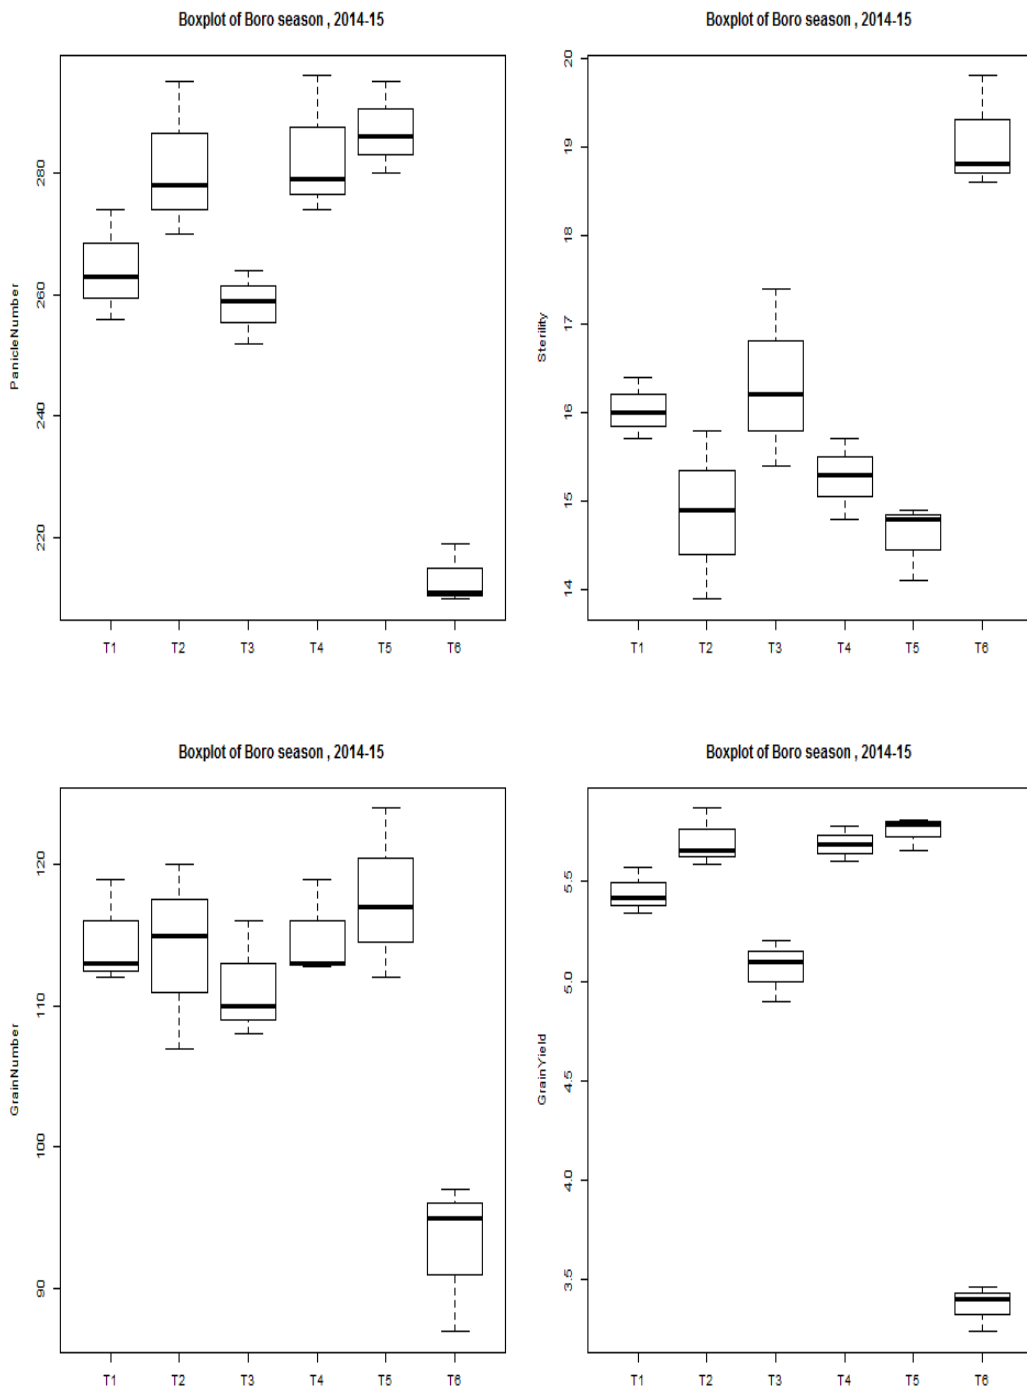 Boxplot of Boro season , 2014-15
PanicleNumber
280
260
240
220
T1 T2 T3 T4 T5 T6
Boxplot of Boro season , 2014-15
Sterility
20
19
18
17
16
15
14
T1 T2 T3 T4 T5 T6
Boxplot of Boro season , 2014-15
GrainNumber
120
110
100
90
T1 T2 T3 T4 T5 T6
Boxplot of Boro season , 2014-15
GrainYield
5.5
5.0
4.5
4.0
3.5
T1 T2 T3 T4 T5 T6